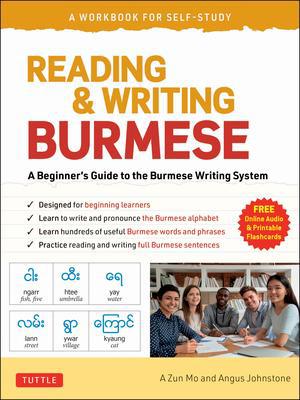 A WORKBOOK FOR SELF-STUDY
READING
& WRITING
BURMESE
A Beginner's Guide to the Burmese Writing System
✓ Designed for beginning learners
✓ Learn to write and pronounce the Burmese alphabet
✓ Learn hundreds of useful Burmese words and phrases
✓ Practice reading and writing full Burmese sentences
FREE
Online Audio
& Printable
Flashcards
ငါး ထီး ရေ
ngarr htee yay
fish, five umbrella water
လမ်း ရွာ ကြောင်
lann ywar kyaung
street village cat
A Zun Mo and Angus Johnstone
TUTTLE